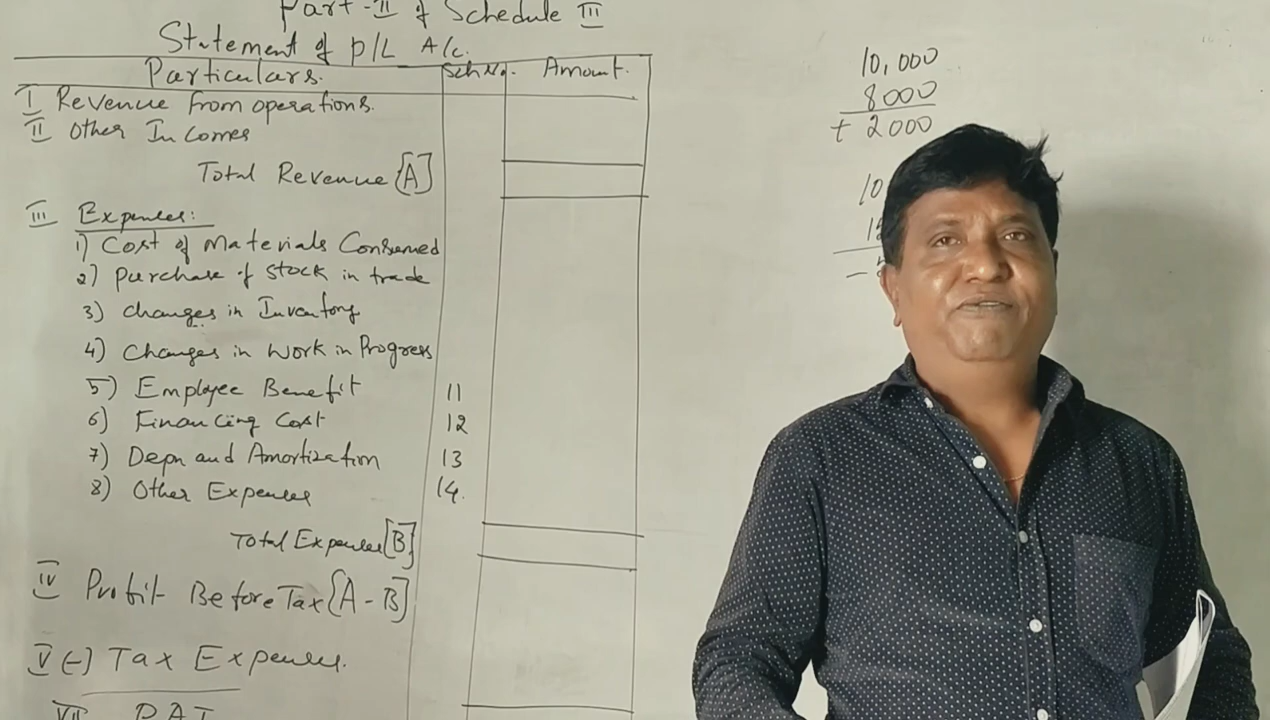 Part-II of Schedule III
Statement of P/L A/c.
Particulars. Sch No. Amount.
I Revenue from operations.
II Other Incomes
Total Revenue [A]
III Expenses:
1) Cost of Materials Consumed
2) Purchase of stock in trade
3) Changes in Inventory
4) Changes in Work in Progress
5) Employee Benefit 11
6) Financing Cost 12
7) Depn and Amortization 13
8) Other Expenses 14.
Total Expenses [B]
IV Profit Before Tax [A-B]
V (-) Tax Expenses.
VII PAT
10,000
8000
+ 2000
10